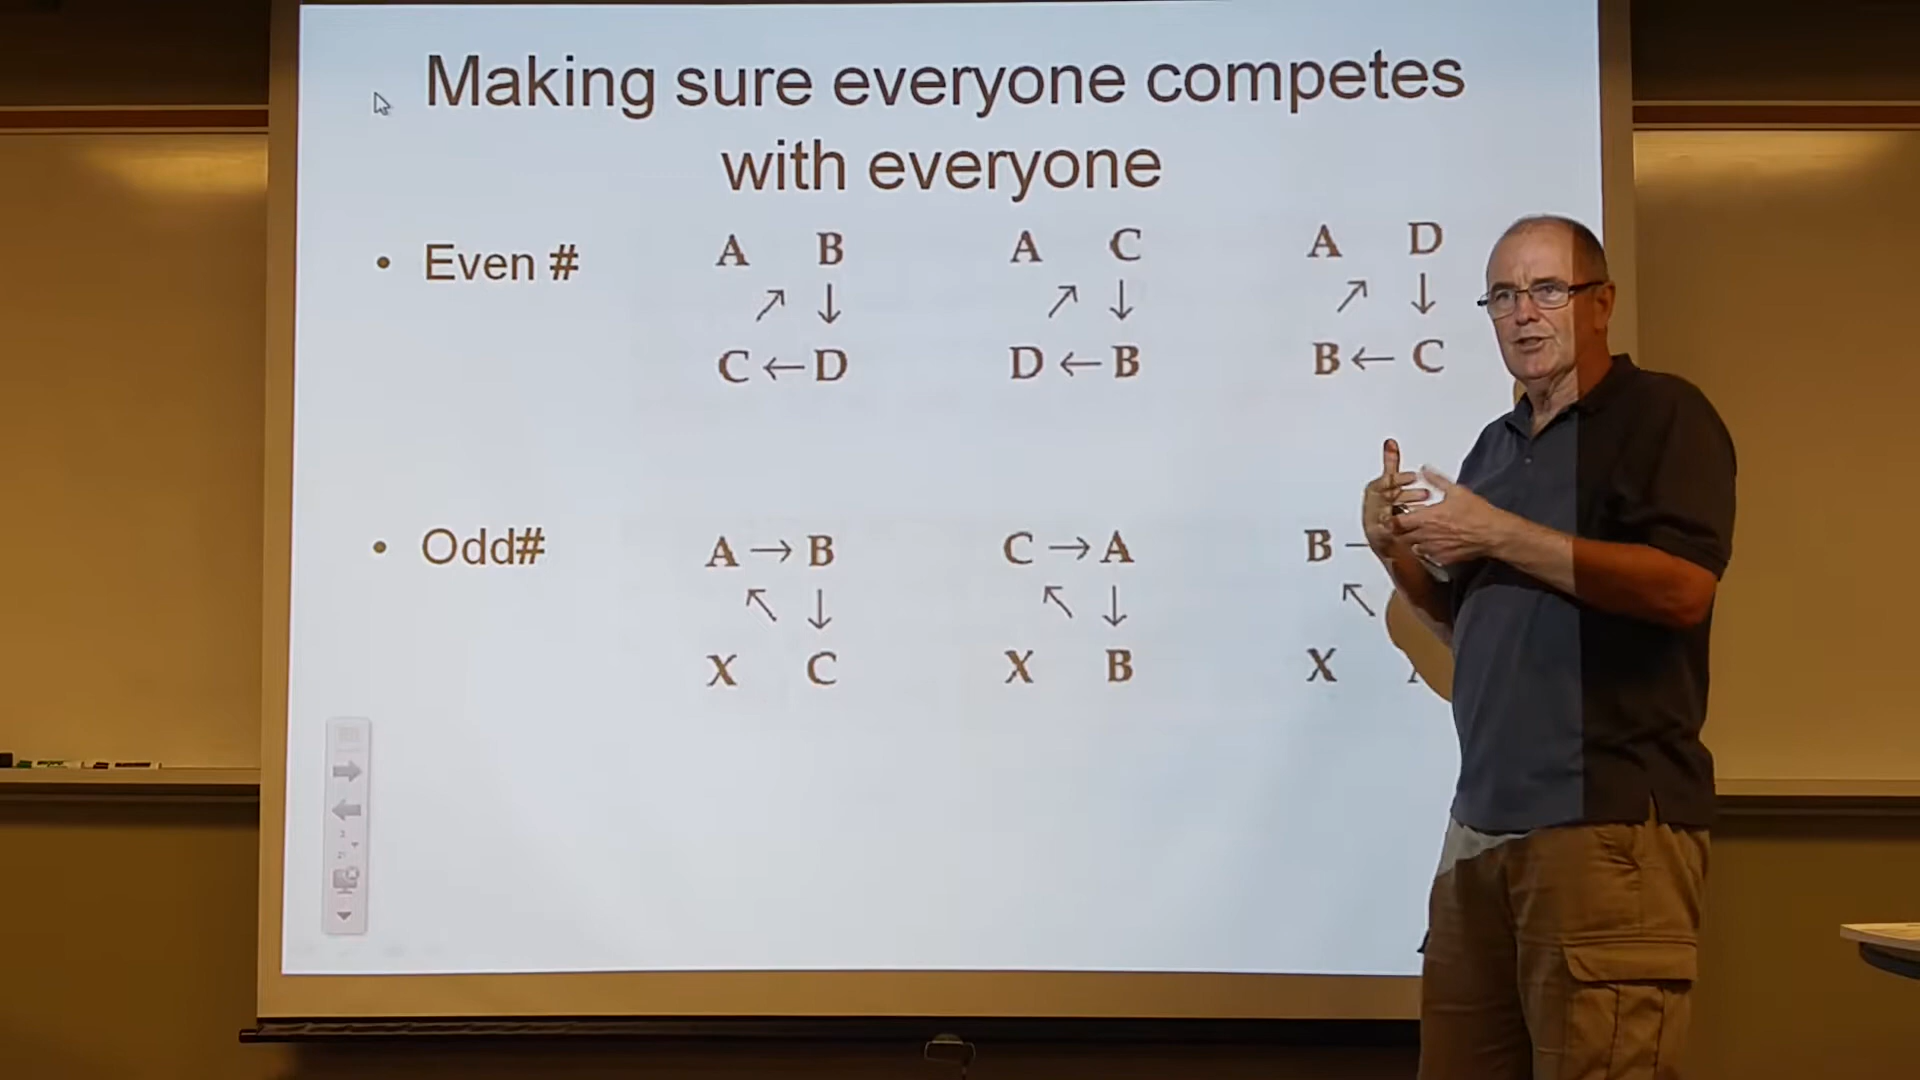 Making sure everyone competes
with everyone
• Even #
A B A C A D
↗ ↓ ↗ ↓ ↗ ↓
C ← D D ← B B ← C
• Odd#
A → B C → A B
↖ ↓ ↖ ↓ ↖
X C X B X